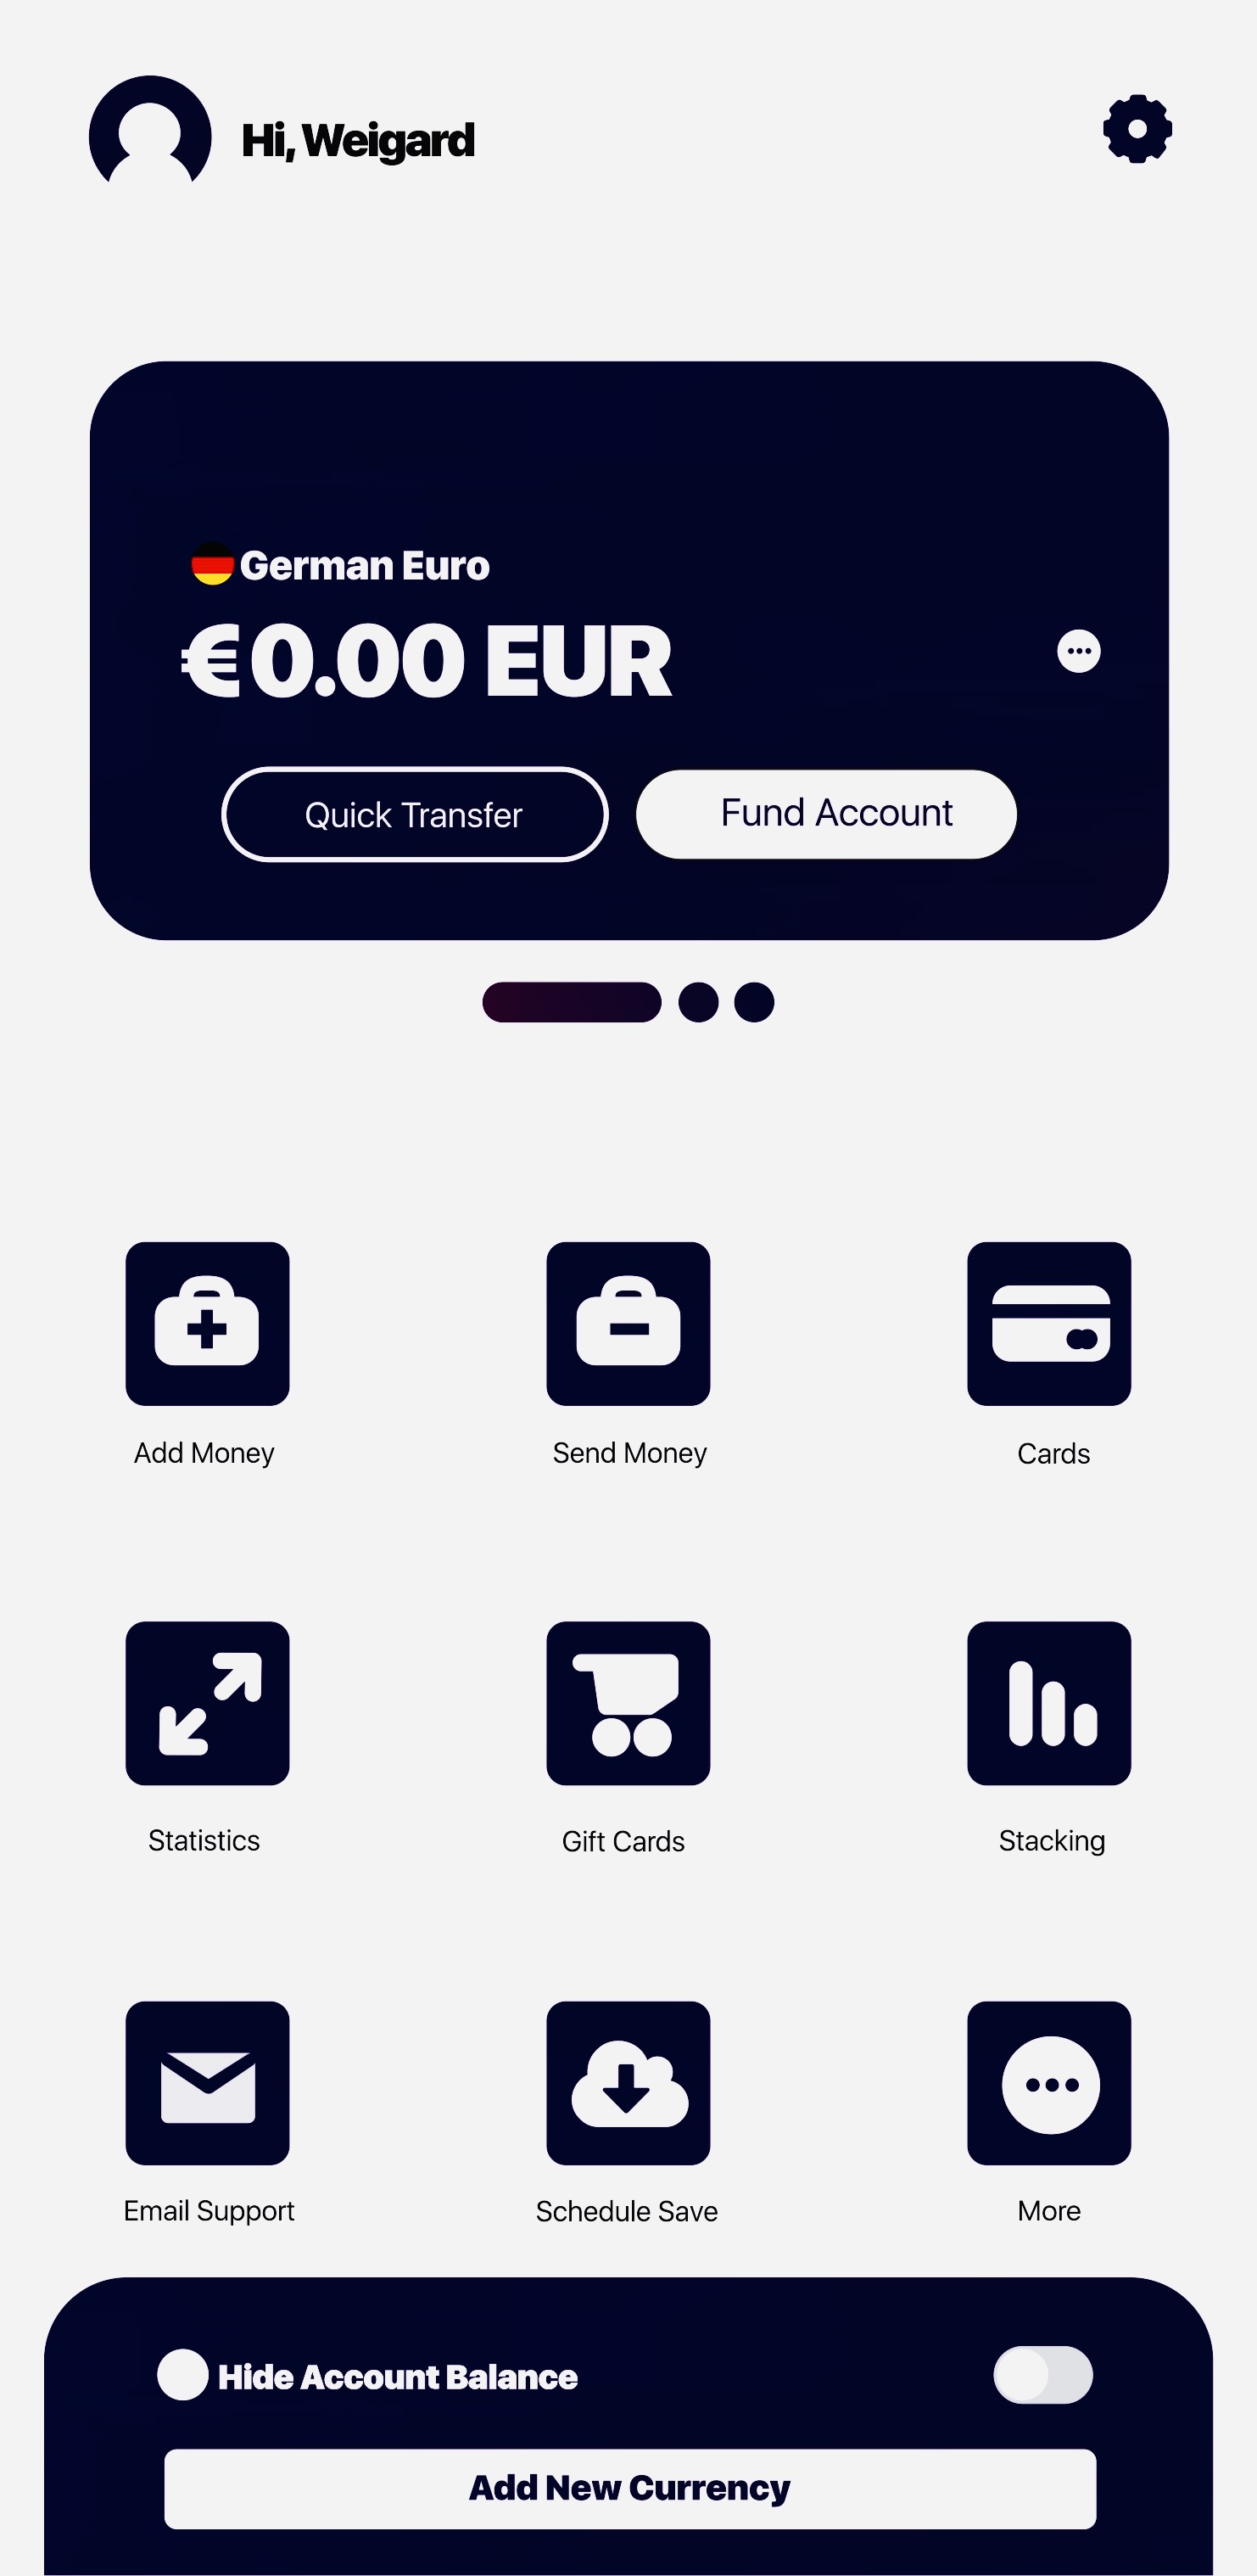 Hi, Weigard
German Euro
€0.00 EUR
Quick Transfer Fund Account
Add Money Send Money Cards
Statistics Gift Cards Stacking
Email Support Schedule Save More
Hide Account Balance
Add New Currency